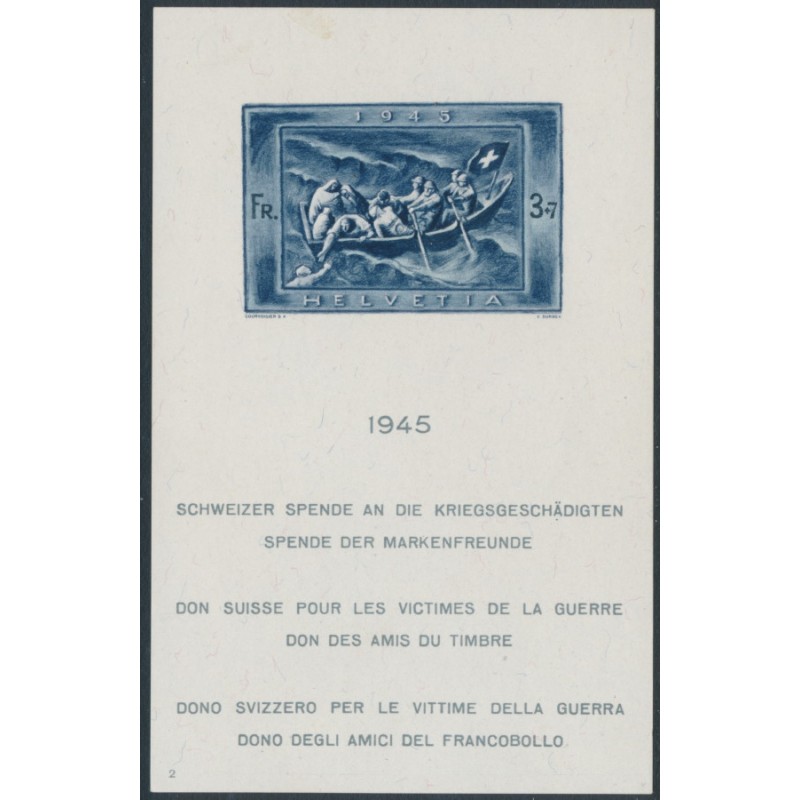 1945
FR. 3+7
HELVETIA
1945
SCHWEIZER SPENDE AN DIE KRIEGSGESCHÄDIGTEN
SPENDE DER MARKENFREUNDE
DON SUISSE POUR LES VICTIMES DE LA GUERRE
DON DES AMIS DU TIMBRE
DONO SVIZZERO PER LE VITTIME DELLA GUERRA
DONO DEGLI AMICI DEL FRANCOBOLLO
2